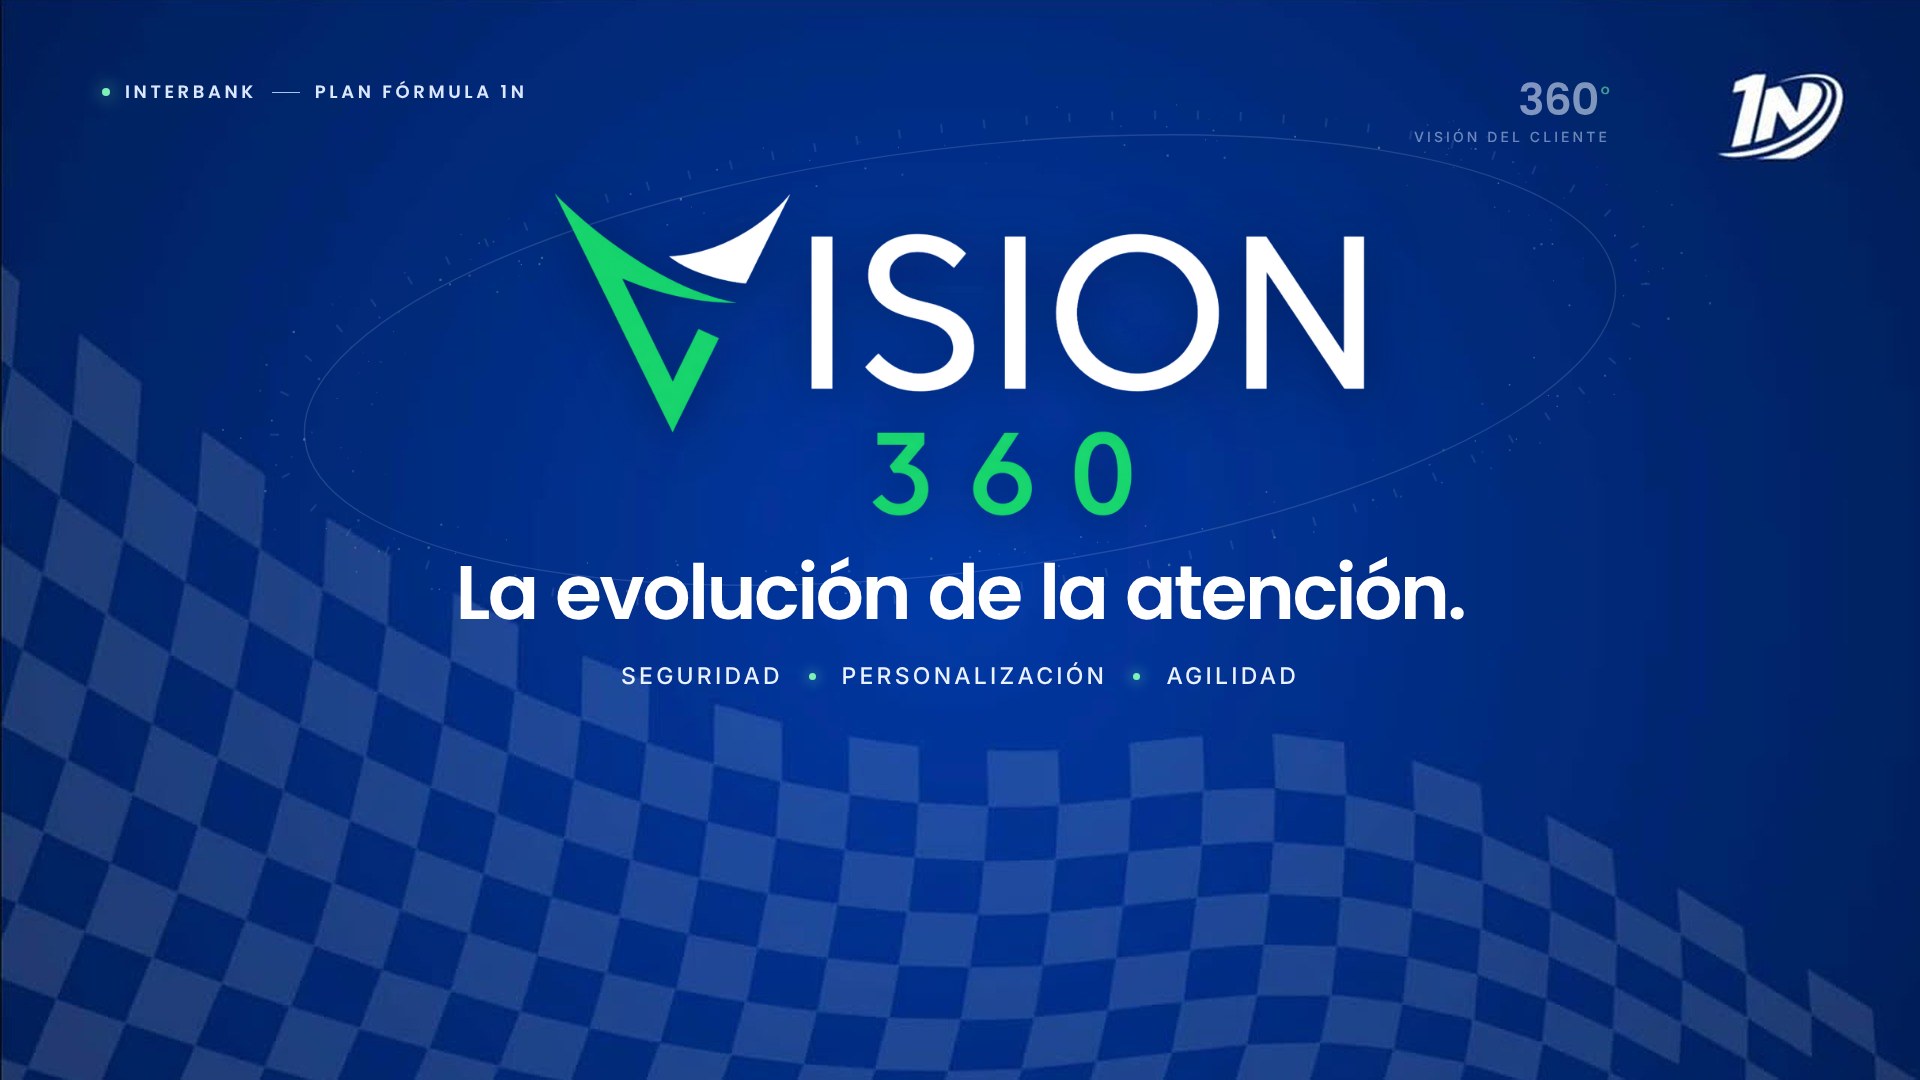 INTERBANK — PLAN FÓRMULA 1N
360°
VISIÓN DEL CLIENTE
1N
VISION
360
La evolución de la atención.
SEGURIDAD • PERSONALIZACIÓN • AGILIDAD